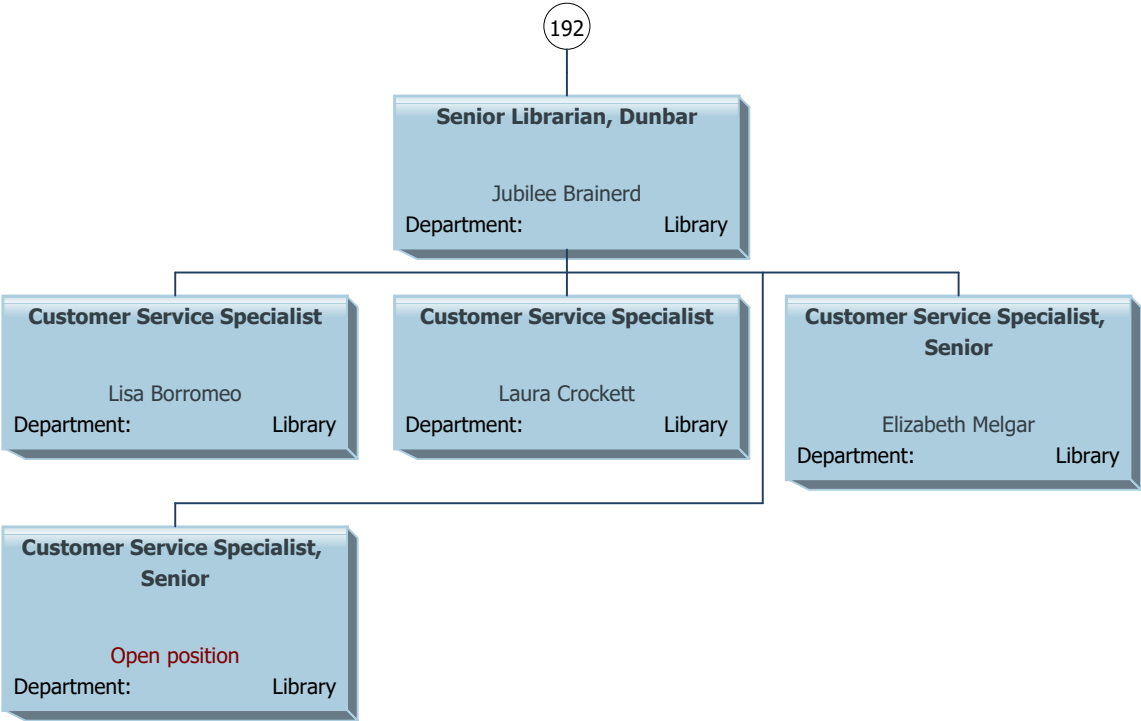 192
Senior Librarian, Dunbar
Jubilee Brainerd
Department: Library
Customer Service Specialist
Lisa Borromeo
Department: Library
Customer Service Specialist
Laura Crockett
Department: Library
Customer Service Specialist,
Senior
Elizabeth Melgar
Department: Library
Customer Service Specialist,
Senior
Open position
Department: Library